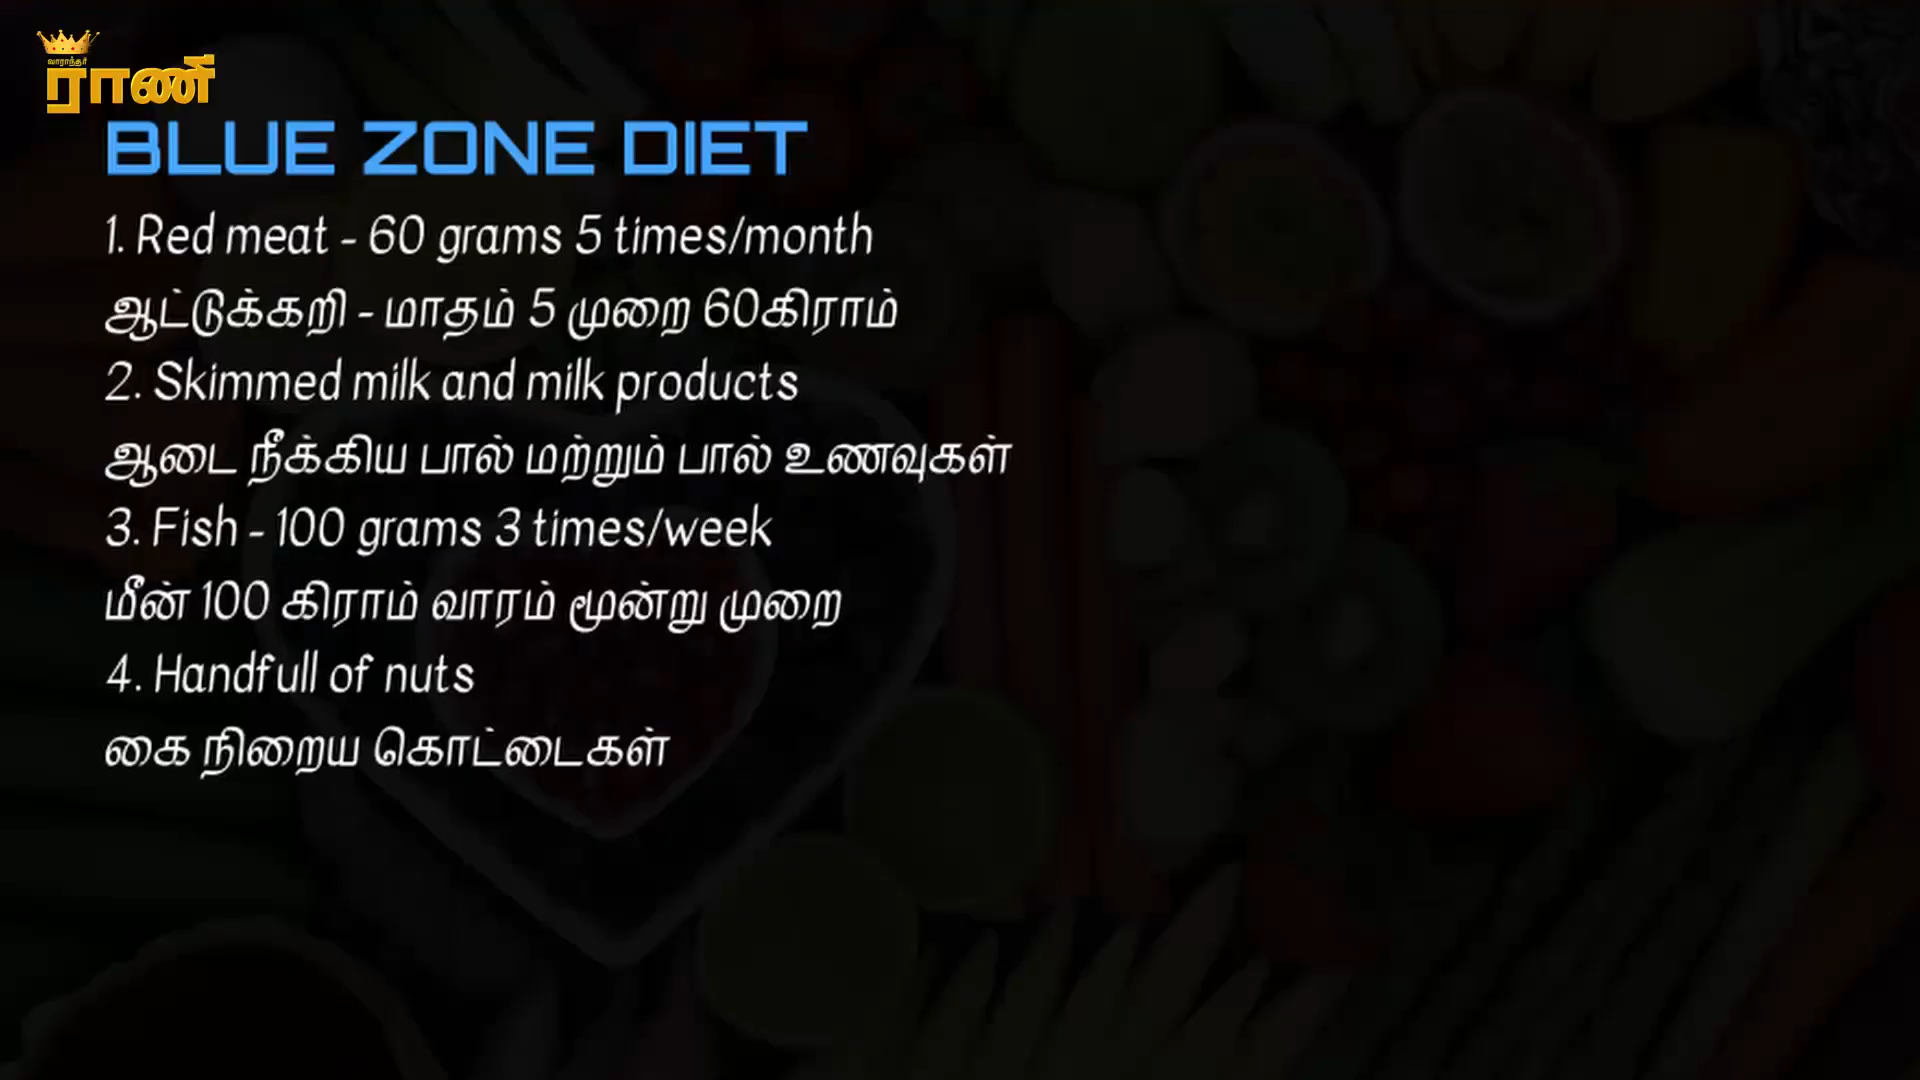 வாராந்தரி
ராணி
BLUE ZONE DIET
1. Red meat - 60 grams 5 times/month
ஆட்டுக்கறி - மாதம் 5 முறை 60கிராம்
2. Skimmed milk and milk products
ஆடை நீக்கிய பால் மற்றும் பால் உணவுகள்
3. Fish - 100 grams 3 times/week
மீன் 100 கிராம் வாரம் மூன்று முறை
4. Handfull of nuts
கை நிறைய கொட்டைகள்